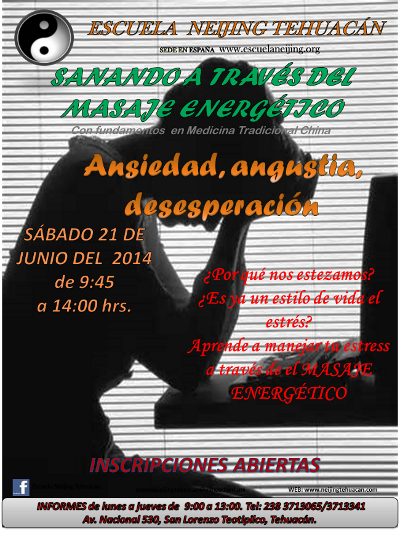 ESCUELA NEIJING TEHUACÁN
SEDE EN ESPAÑA www.escuelaneijing.org
SANANDO A TRAVÉS DEL
MASAJE ENERGÉTICO
Con fundamentos en Medicina Tradicional China
Ansiedad, angustia,
desesperación
SÁBADO 21 DE
JUNIO DEL 2014
de 9:45
a 14:00 hrs.
¿Por qué nos estezamos?
¿Es ya un estilo de vida el
estrés?
Aprende a manejar tu estress
a través de el MASAJE
ENERGÉTICO
INSCRIPCIONES ABIERTAS
WEB: www.neijingtehuacan.com
INFORMES de lunes a jueves de 9:00 a 13:00. Tel: 238 3713065/3713341
Av. Nacional 530, San Lorenzo Teotipilco, Tehuacán.